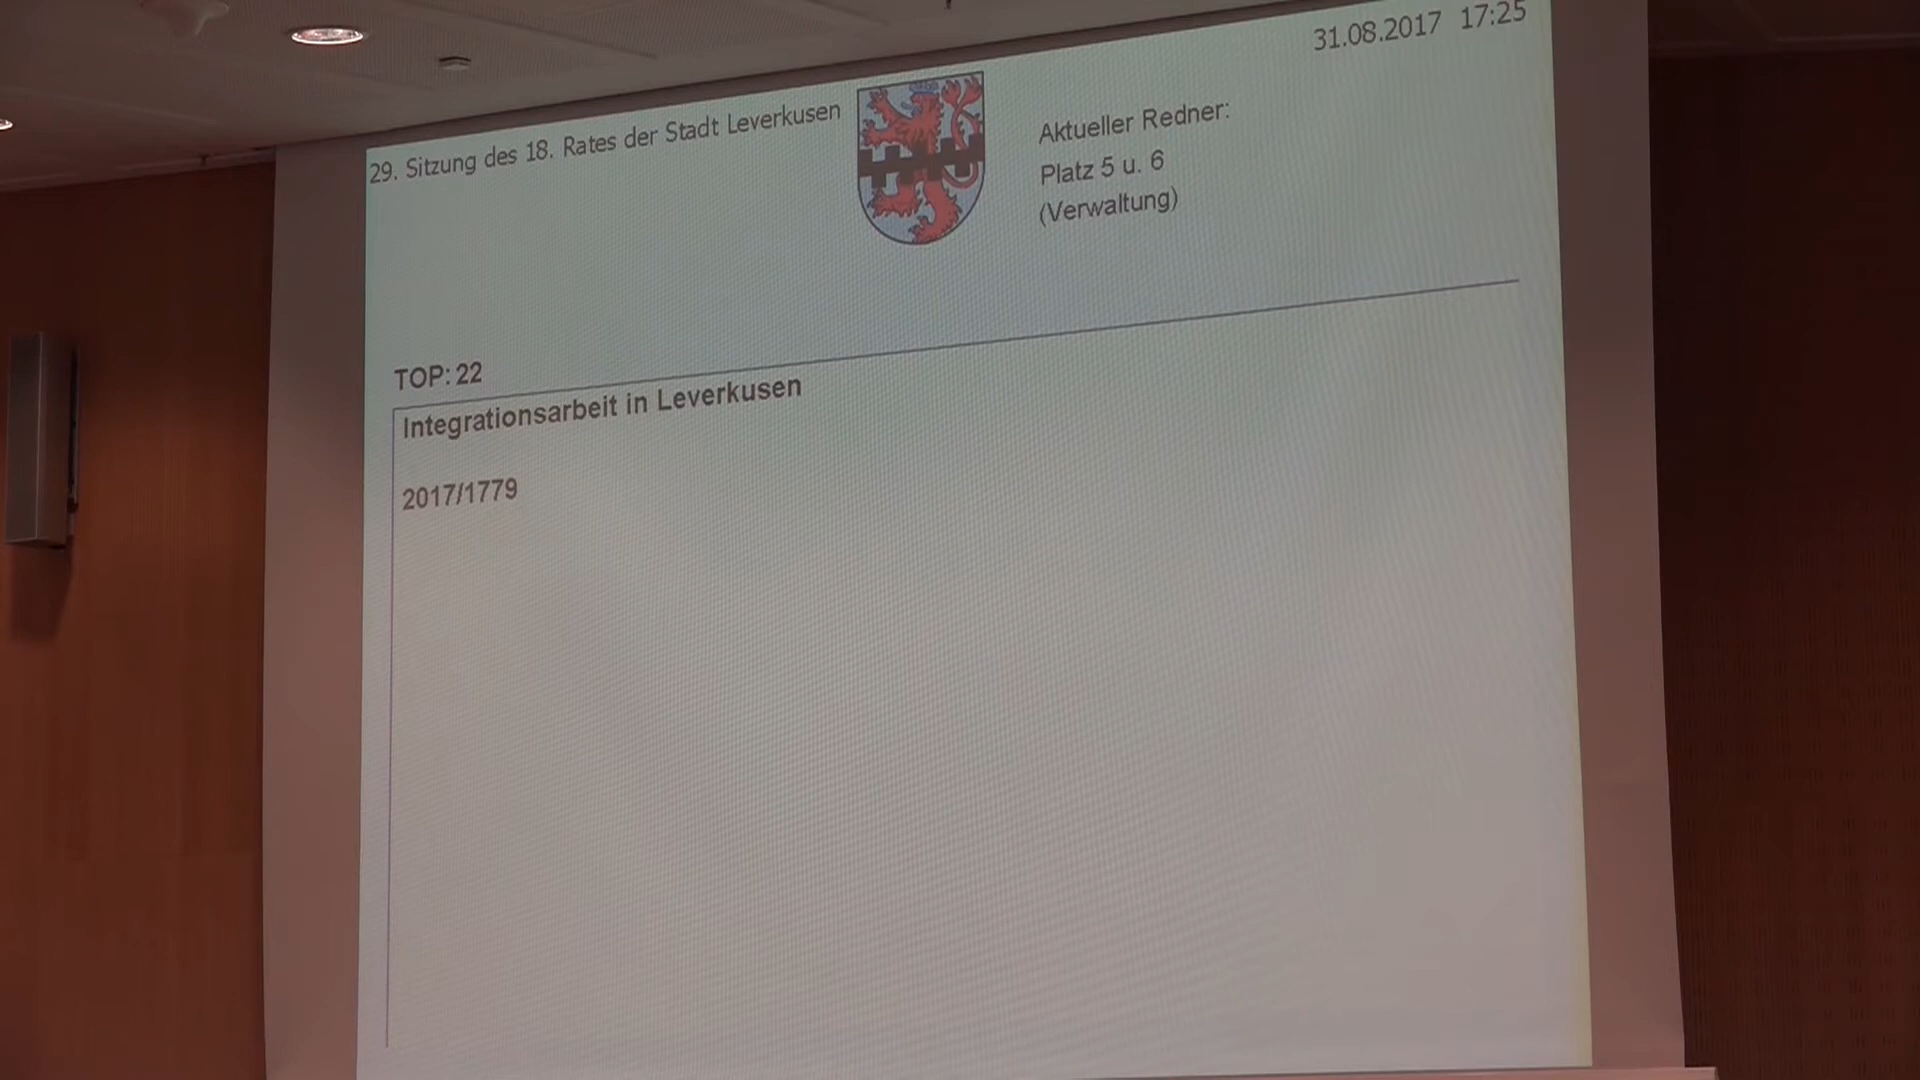 31.08.2017 17:25
29. Sitzung des 18. Rates der Stadt Leverkusen
Aktueller Redner:
Platz 5 u. 6
(Verwaltung)
TOP: 22
Integrationsarbeit in Leverkusen
2017/1779